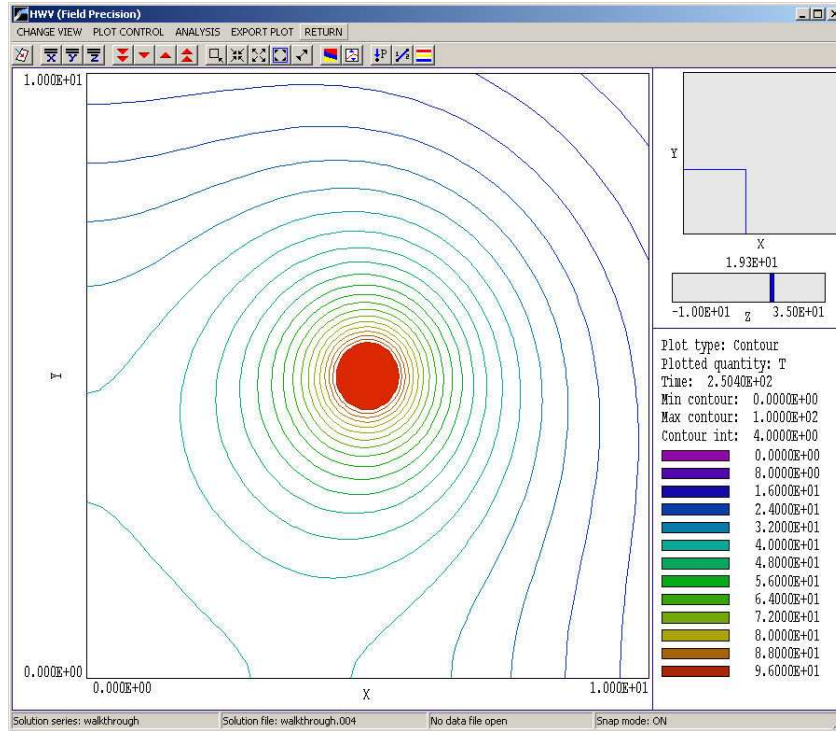 HWV (Field Precision)
CHANGE VIEW PLOT CONTROL ANALYSIS EXPORT PLOT RETURN
X Y Z P 1/2
1.000E+01
Y
0.000E+00
0.000E+00 X 1.000E+01
Y
X
1.93E+01
-1.00E+01 Z 3.50E+01
Plot type: Contour
Plotted quantity: T
Time: 2.5040E+02
Min contour: 0.0000E+00
Max contour: 1.0000E+02
Contour int: 4.0000E+00
0.0000E+00
8.0000E+00
1.6000E+01
2.4000E+01
3.2000E+01
4.0000E+01
4.8000E+01
5.6000E+01
6.4000E+01
7.2000E+01
8.0000E+01
8.8000E+01
9.6000E+01
Solution series: walkthrough Solution file: walkthrough.004 No data file open Snap mode: ON